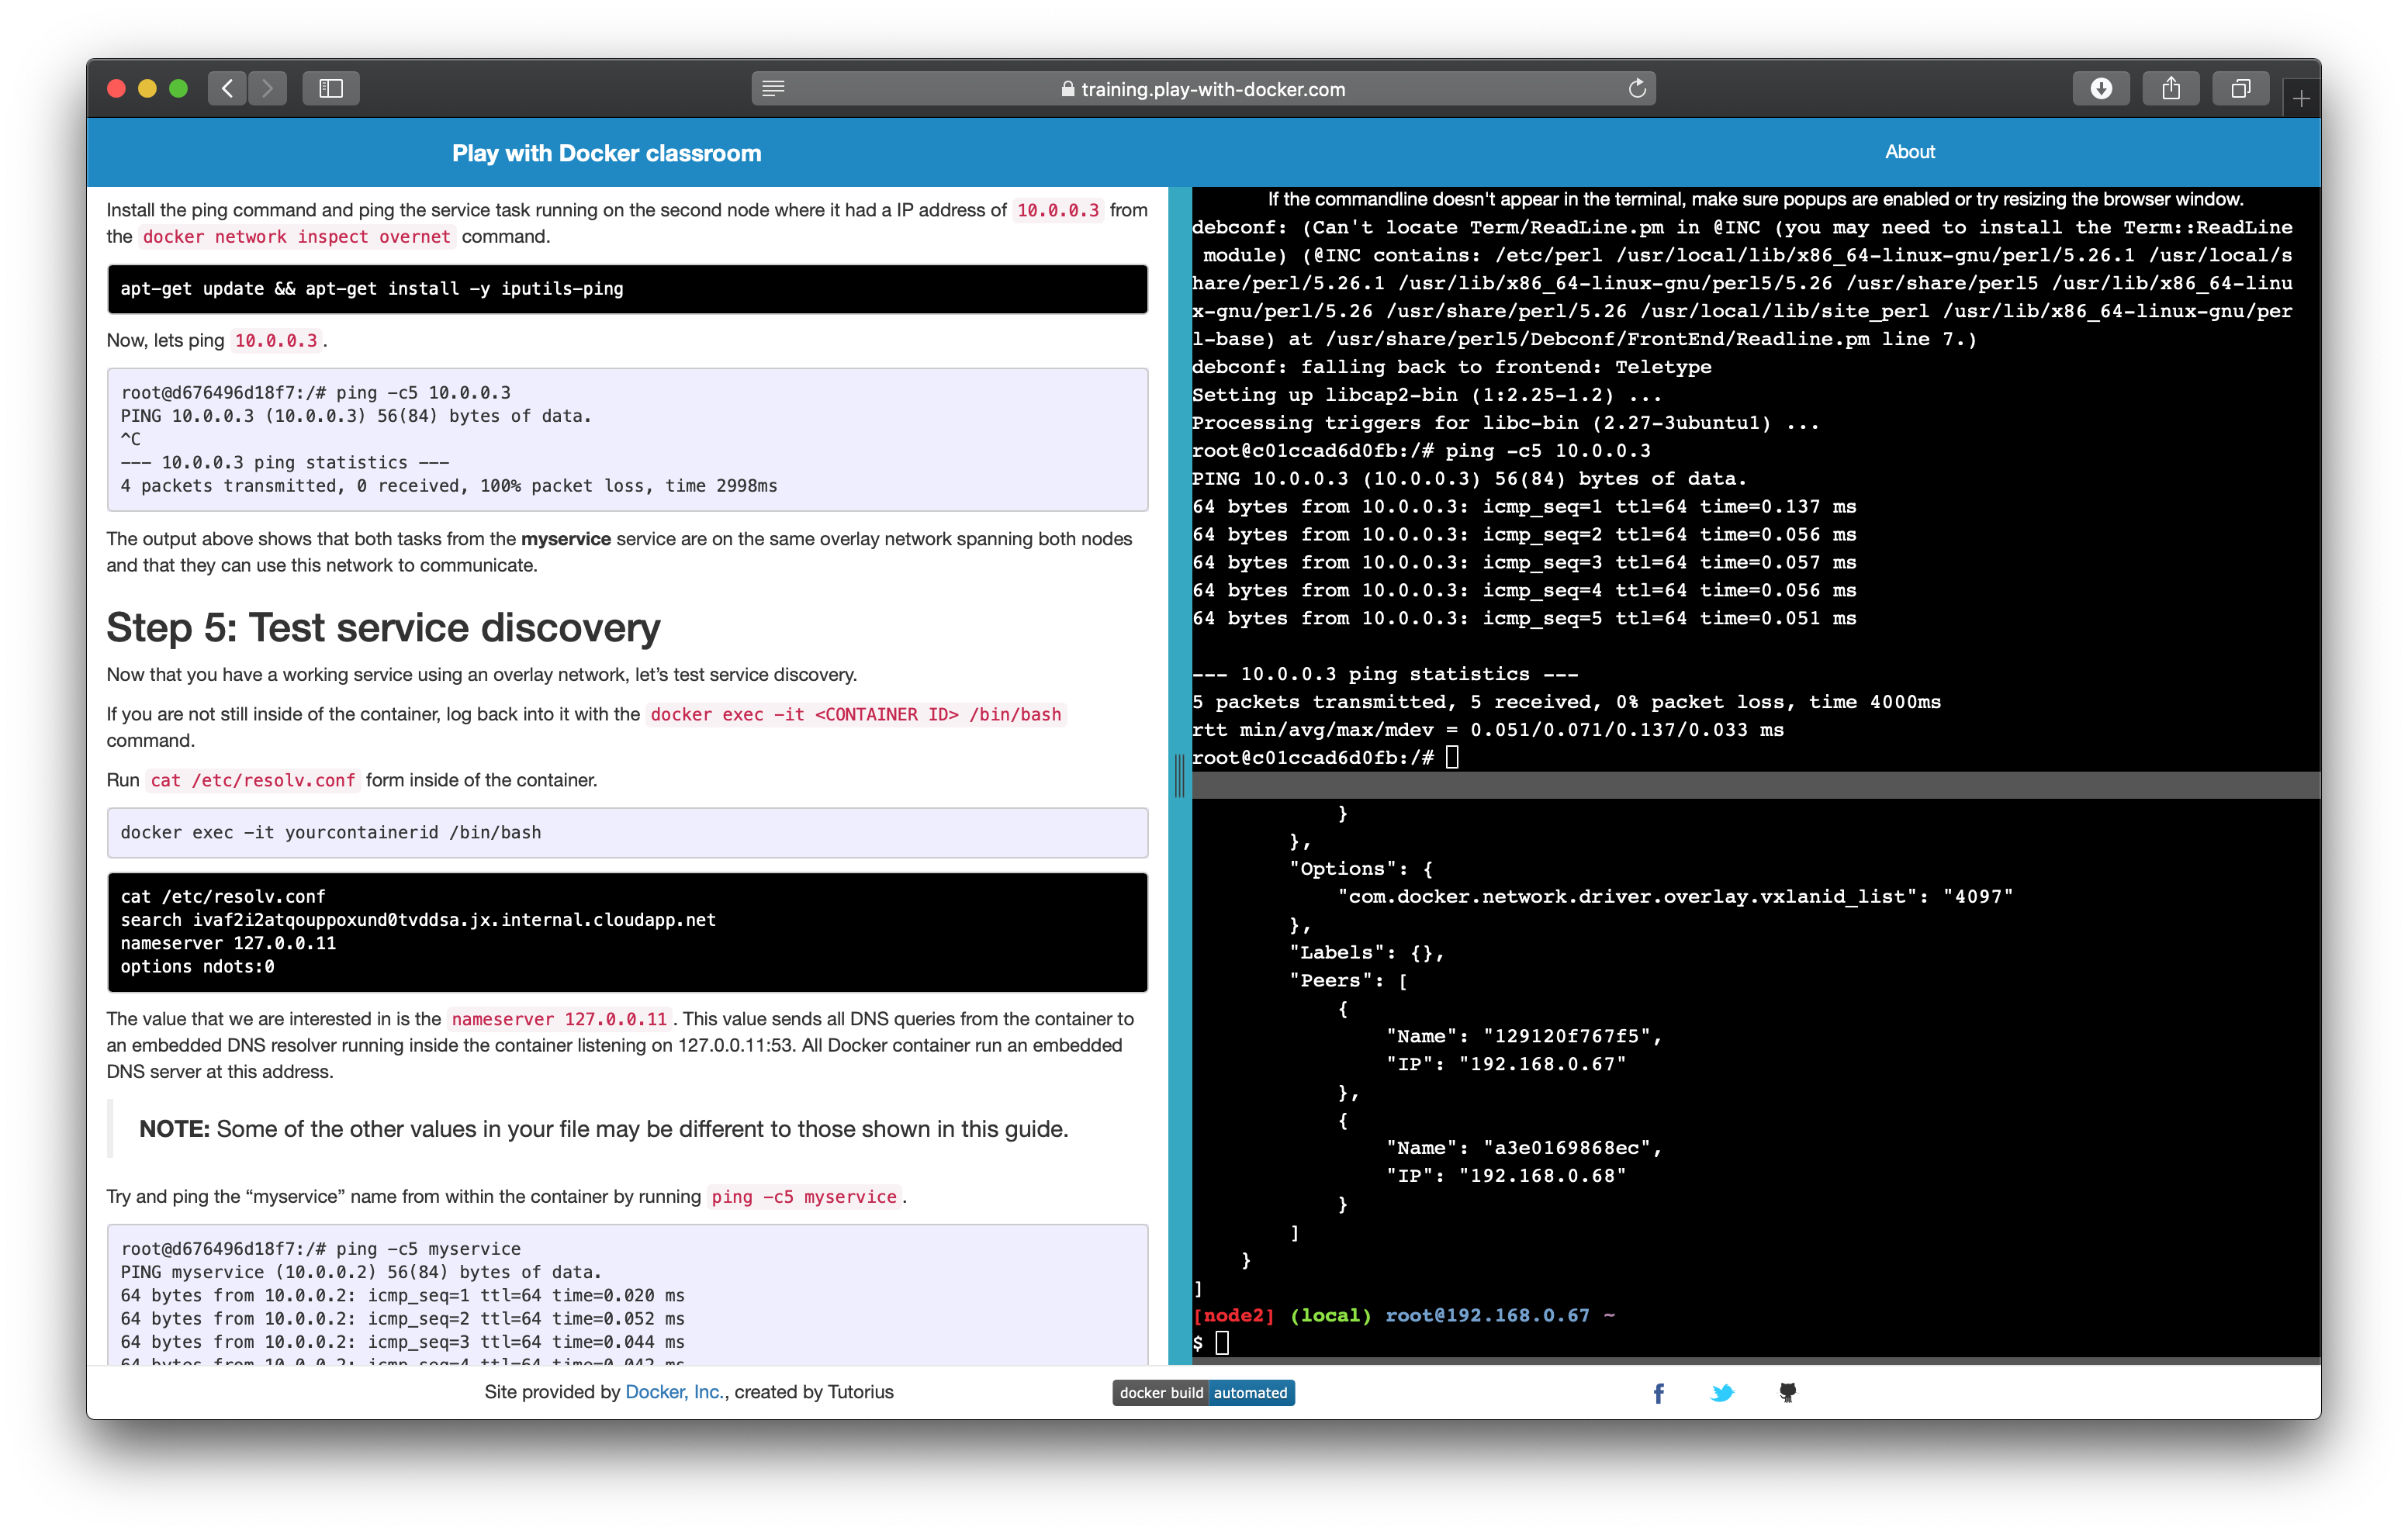 training.play-with-docker.com
Play with Docker classroom
About
Install the ping command and ping the service task running on the second node where it had a IP address of 10.0.0.3 from
the docker network inspect overnet command.
apt-get update && apt-get install -y iputils-ping
Now, lets ping 10.0.0.3.
root@d676496d18f7:/# ping -c5 10.0.0.3
PING 10.0.0.3 (10.0.0.3) 56(84) bytes of data.
^C
--- 10.0.0.3 ping statistics ---
4 packets transmitted, 0 received, 100% packet loss, time 2998ms
The output above shows that both tasks from the myservice service are on the same overlay network spanning both nodes
and that they can use this network to communicate.
Step 5: Test service discovery
Now that you have a working service using an overlay network, let’s test service discovery.
If you are not still inside of the container, log back into it with the docker exec -it <CONTAINER ID> /bin/bash
command.
Run cat /etc/resolv.conf form inside of the container.
docker exec -it yourcontainerid /bin/bash
cat /etc/resolv.conf
search ivaf2i2atqouppoxund0tvddsa.jx.internal.cloudapp.net
nameserver 127.0.0.11
options ndots:0
The value that we are interested in is the nameserver 127.0.0.11. This value sends all DNS queries from the container to
an embedded DNS resolver running inside the container listening on 127.0.0.11:53. All Docker container run an embedded
DNS server at this address.
NOTE: Some of the other values in your file may be different to those shown in this guide.
Try and ping the “myservice” name from within the container by running ping -c5 myservice.
root@d676496d18f7:/# ping -c5 myservice
PING myservice (10.0.0.2) 56(84) bytes of data.
64 bytes from 10.0.0.2: icmp_seq=1 ttl=64 time=0.020 ms
64 bytes from 10.0.0.2: icmp_seq=2 ttl=64 time=0.052 ms
64 bytes from 10.0.0.2: icmp_seq=3 ttl=64 time=0.044 ms
64 bytes from 10.0.0.2: icmp_seq=4 ttl=64 time=0.042 ms
If the commandline doesn't appear in the terminal, make sure popups are enabled or try resizing the browser window.
debconf: (Can't locate Term/ReadLine.pm in @INC (you may need to install the Term::ReadLine
 module) (@INC contains: /etc/perl /usr/local/lib/x86_64-linux-gnu/perl/5.26.1 /usr/local/s
hare/perl/5.26.1 /usr/lib/x86_64-linux-gnu/perl5/5.26 /usr/share/perl5 /usr/lib/x86_64-linu
x-gnu/perl/5.26 /usr/share/perl/5.26 /usr/local/lib/site_perl /usr/lib/x86_64-linux-gnu/per
l-base) at /usr/share/perl5/Debconf/FrontEnd/Readline.pm line 7.)
debconf: falling back to frontend: Teletype
Setting up libcap2-bin (1:2.25-1.2) ...
Processing triggers for libc-bin (2.27-3ubuntu1) ...
root@c01ccad6d0fb:/# ping -c5 10.0.0.3
PING 10.0.0.3 (10.0.0.3) 56(84) bytes of data.
64 bytes from 10.0.0.3: icmp_seq=1 ttl=64 time=0.137 ms
64 bytes from 10.0.0.3: icmp_seq=2 ttl=64 time=0.056 ms
64 bytes from 10.0.0.3: icmp_seq=3 ttl=64 time=0.057 ms
64 bytes from 10.0.0.3: icmp_seq=4 ttl=64 time=0.056 ms
64 bytes from 10.0.0.3: icmp_seq=5 ttl=64 time=0.051 ms
--- 10.0.0.3 ping statistics ---
5 packets transmitted, 5 received, 0% packet loss, time 4000ms
rtt min/avg/max/mdev = 0.051/0.071/0.137/0.033 ms
root@c01ccad6d0fb:/#
}
},
"Options": {
"com.docker.network.driver.overlay.vxlanid_list": "4097"
},
"Labels": {},
"Peers": [
{
"Name": "129120f767f5",
"IP": "192.168.0.67"
},
{
"Name": "a3e0169868ec",
"IP": "192.168.0.68"
}
]
}
]
[node2] (local) root@192.168.0.67 ~
$
Site provided by Docker, Inc., created by Tutorius
docker build automated